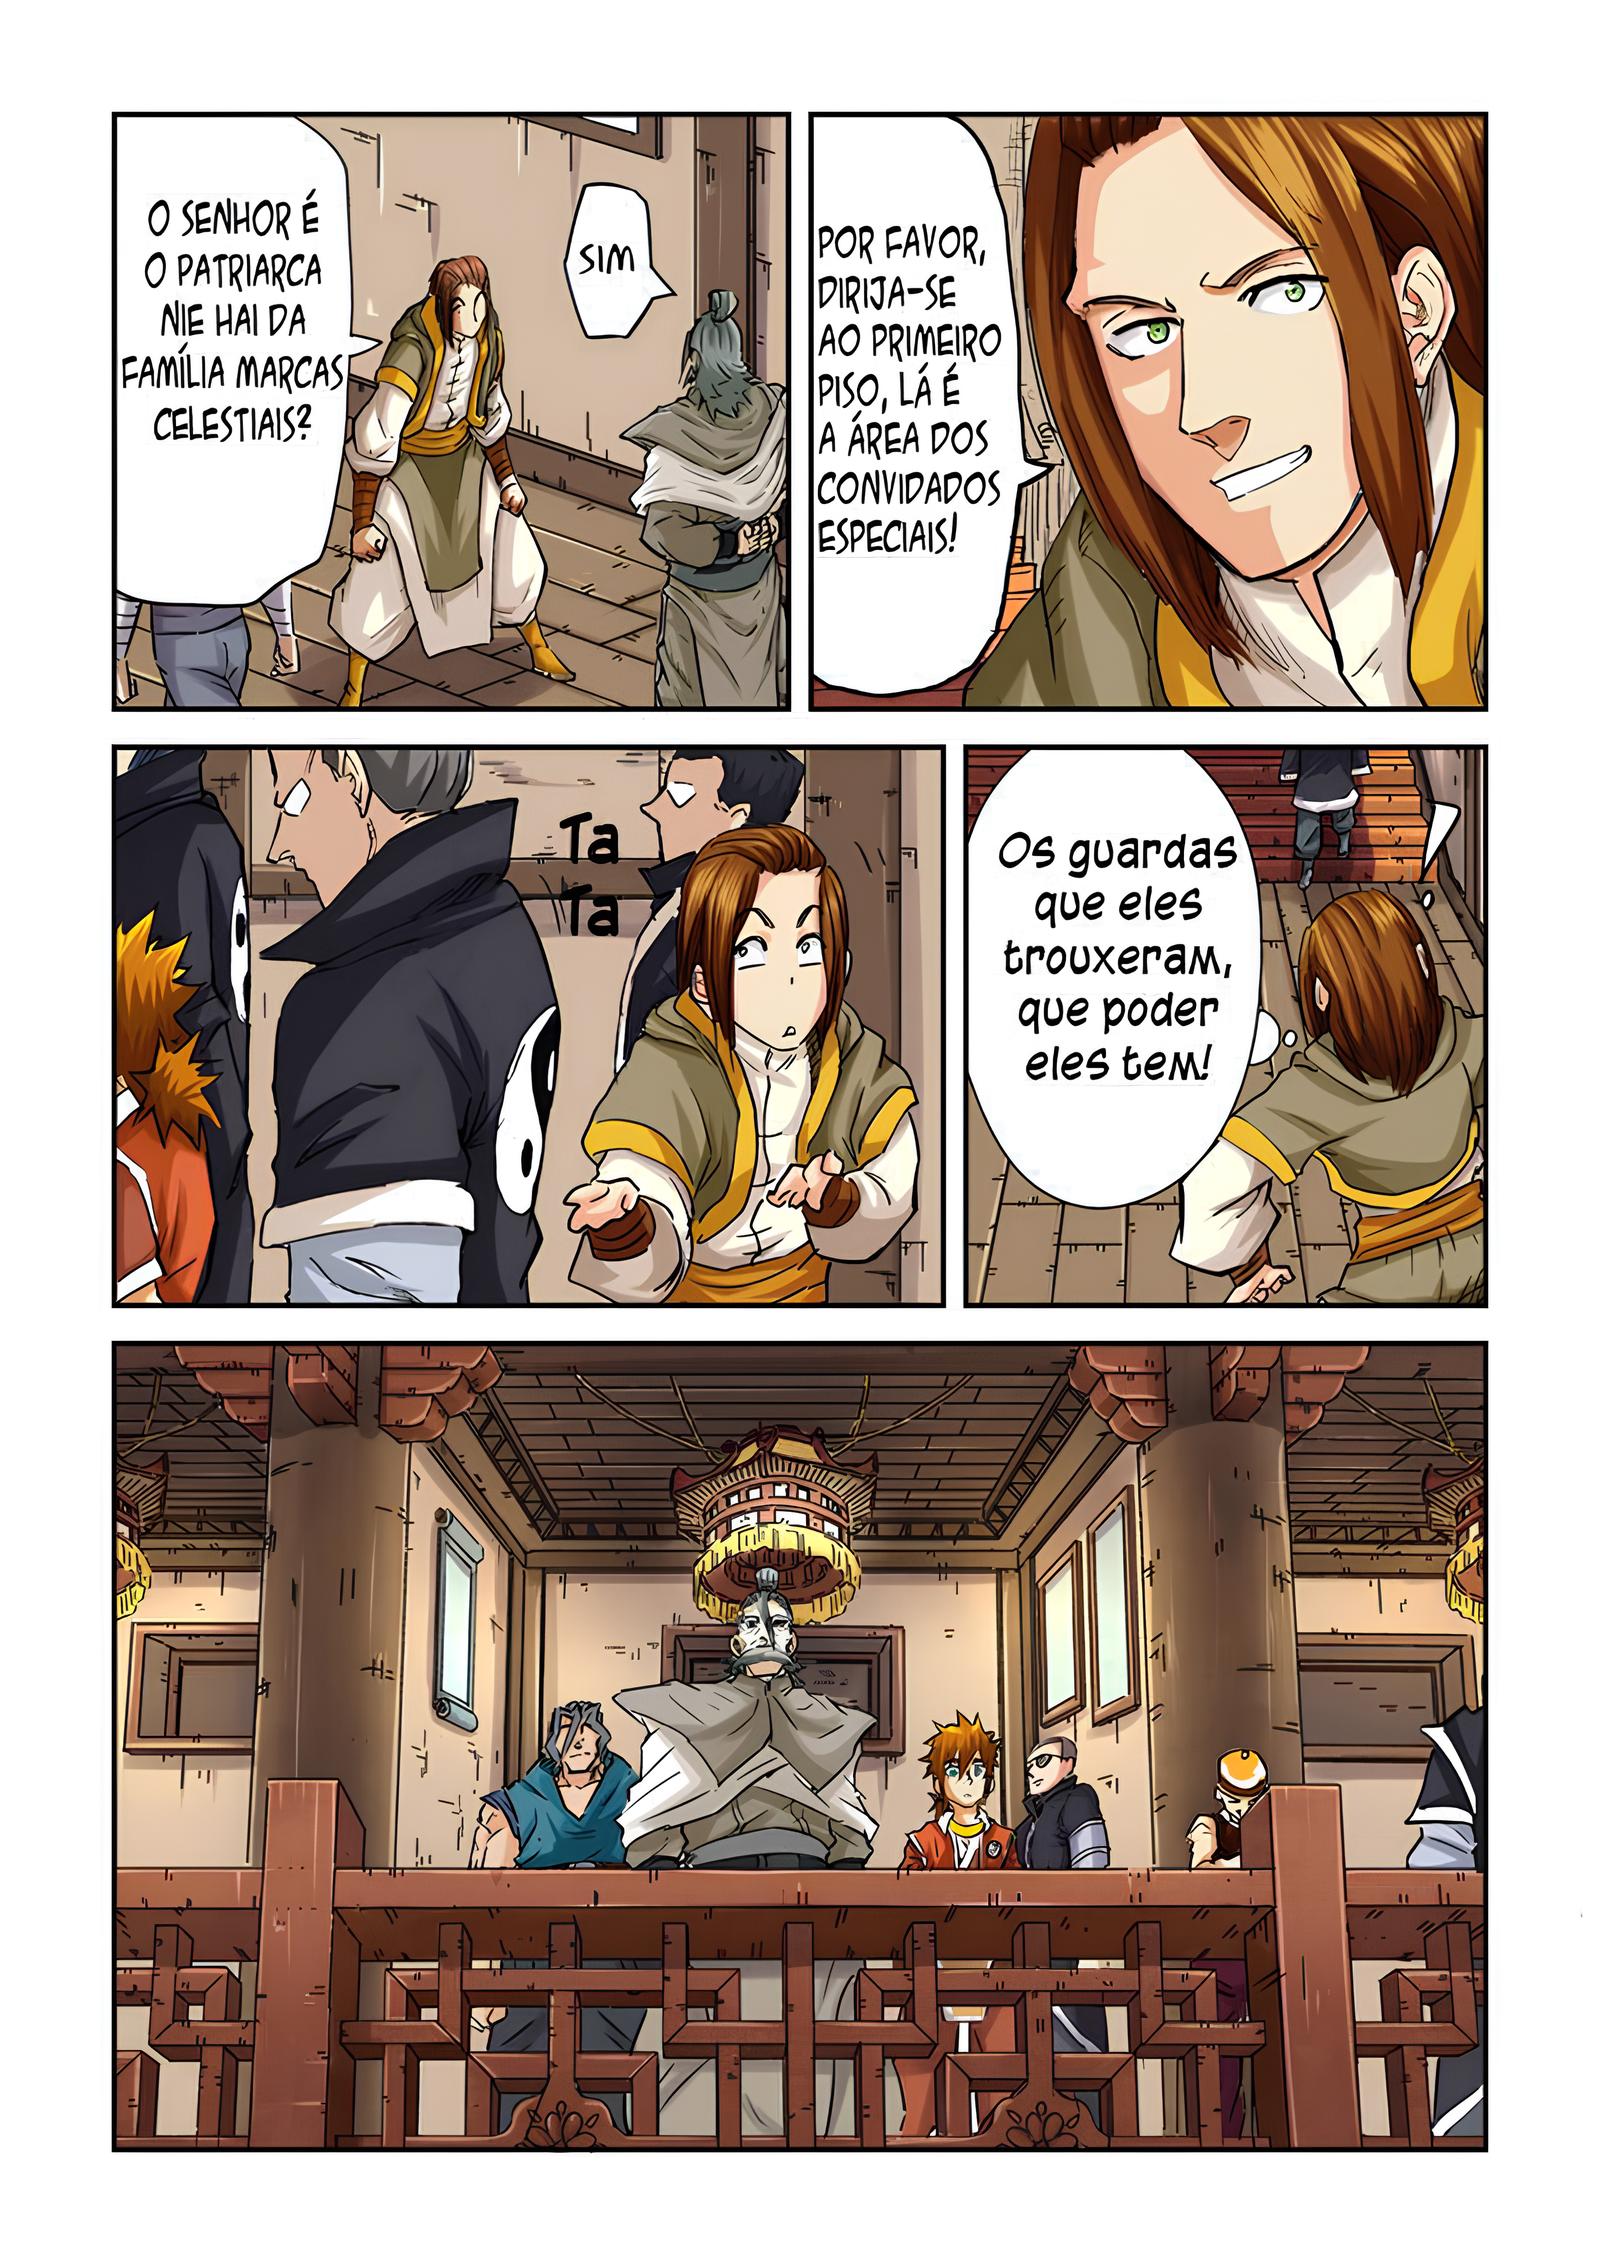 O SENHOR É
O PATRIARCA
NIE HAI DA
FAMÍLIA MARCAS
CELESTIAIS?
SIM
POR FAVOR,
DIRIJA-SE
AO PRIMEIRO
PISO, LÁ É
A ÁREA DOS
CONVIDADOS
ESPECIAIS!
Ta
Ta
Os guardas
que eles
trouxeram,
que poder
eles tem!